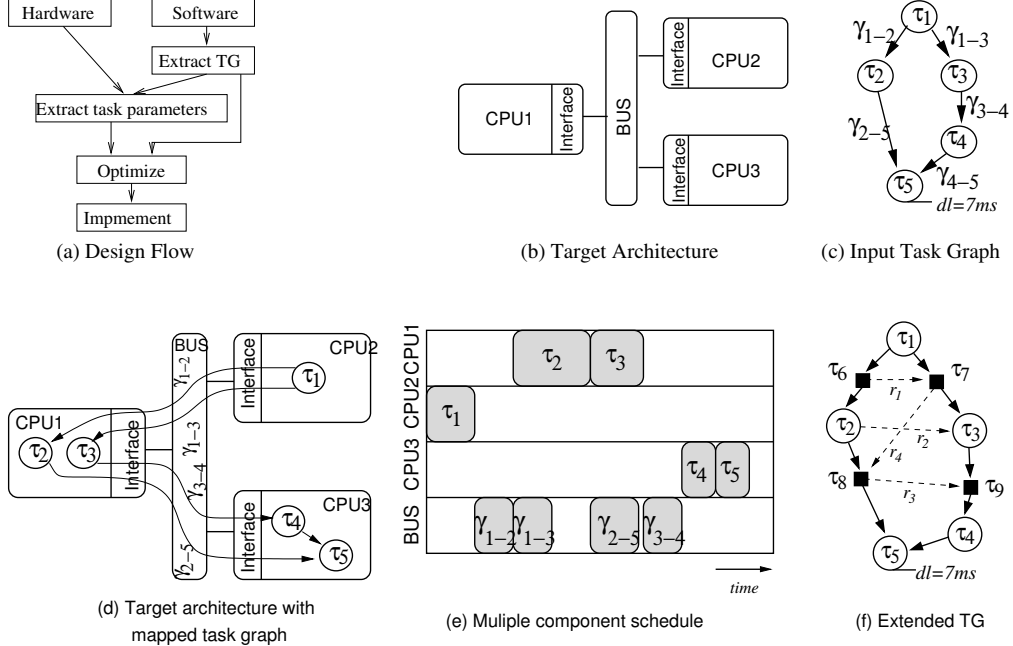 Hardware
Software
Extract TG
Extract task parameters
Optimize
Impmement
(a) Design Flow
CPU1
Interface
BUS
Interface
CPU2
Interface
CPU3
(b) Target Architecture
τ1
γ1−2
γ1−3
τ2
τ3
γ3−4
γ2−5
τ4
γ4−5
τ5
dl=7ms
(c) Input Task Graph
BUS
CPU2
γ1−2
Interface
τ1
CPU1
τ2
τ3
Interface
γ1−3
γ3−4
γ2−5
Interface
CPU3
τ4
τ5
(d) Target architecture with
mapped task graph
CPU1
τ2
τ3
CPU2
τ1
CPU3
τ4
τ5
BUS
γ1−2
γ1−3
γ2−5
γ3−4
time
(e) Muliple component schedule
τ1
τ6
r1
τ7
τ2
r2
τ3
r4
τ8
r3
τ9
τ4
τ5
dl=7ms
(f) Extended TG